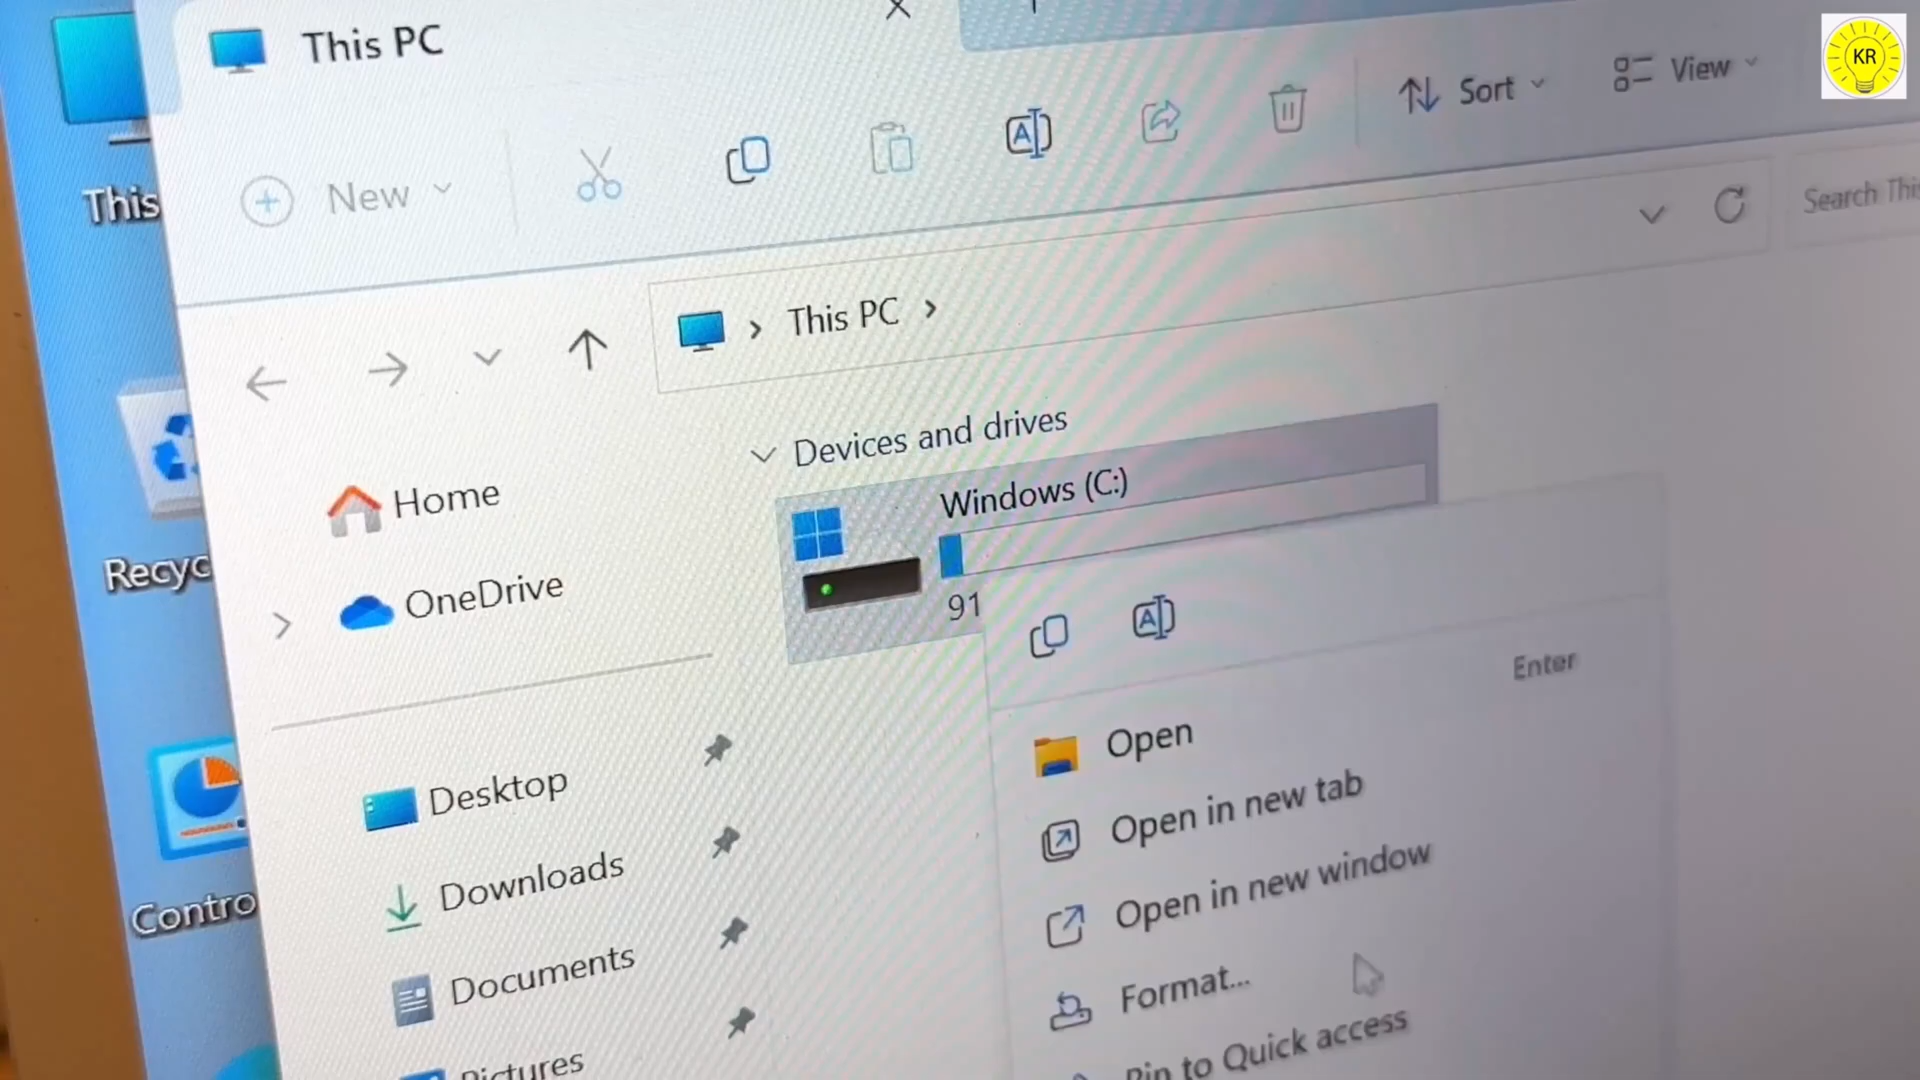 KR
This PC
New
Sort
View
This
This PC
Search This
Devices and drives
Windows (C:)
91
Home
OneDrive
Recyc
Enter
Open
Open in new tab
Open in new window
Format...
Pin to Quick access
Desktop
Downloads
Documents
Pictures
Contro